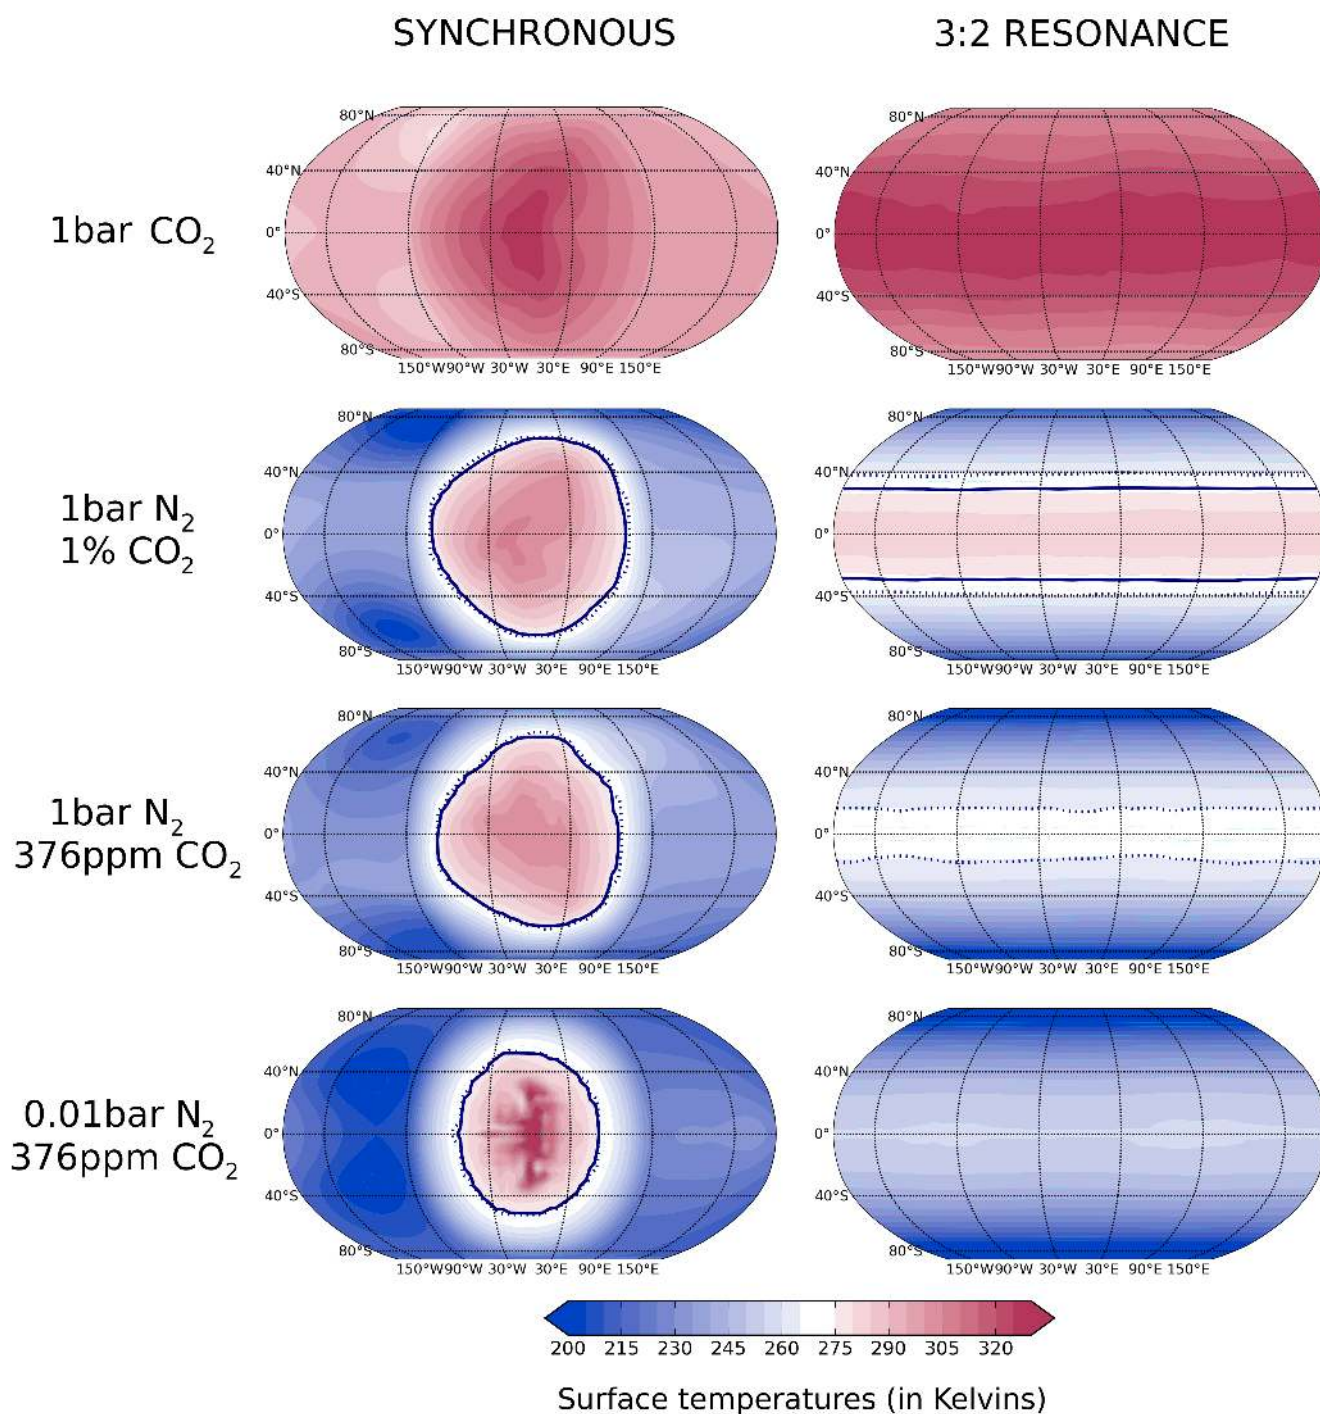 SYNCHRONOUS 3:2 RESONANCE
1bar CO₂
80°N 80°N
40°N 40°N
0° 0°
40°S 40°S
80°S 80°S
150°W90°W 30°W 30°E 90°E 150°E 150°W90°W 30°W 30°E 90°E 150°E
1bar N₂
1% CO₂
80°N 80°N
40°N 40°N
0° 0°
40°S 40°S
80°S 80°S
150°W90°W 30°W 30°E 90°E 150°E 150°W90°W 30°W 30°E 90°E 150°E
1bar N₂
376ppm CO₂
80°N 80°N
40°N 40°N
0° 0°
40°S 40°S
80°S 80°S
150°W90°W 30°W 30°E 90°E 150°E 150°W90°W 30°W 30°E 90°E 150°E
0.01bar N₂
376ppm CO₂
80°N 80°N
40°N 40°N
0° 0°
40°S 40°S
80°S 80°S
150°W90°W 30°W 30°E 90°E 150°E 150°W90°W 30°W 30°E 90°E 150°E
200 215 230 245 260 275 290 305 320
Surface temperatures (in Kelvins)